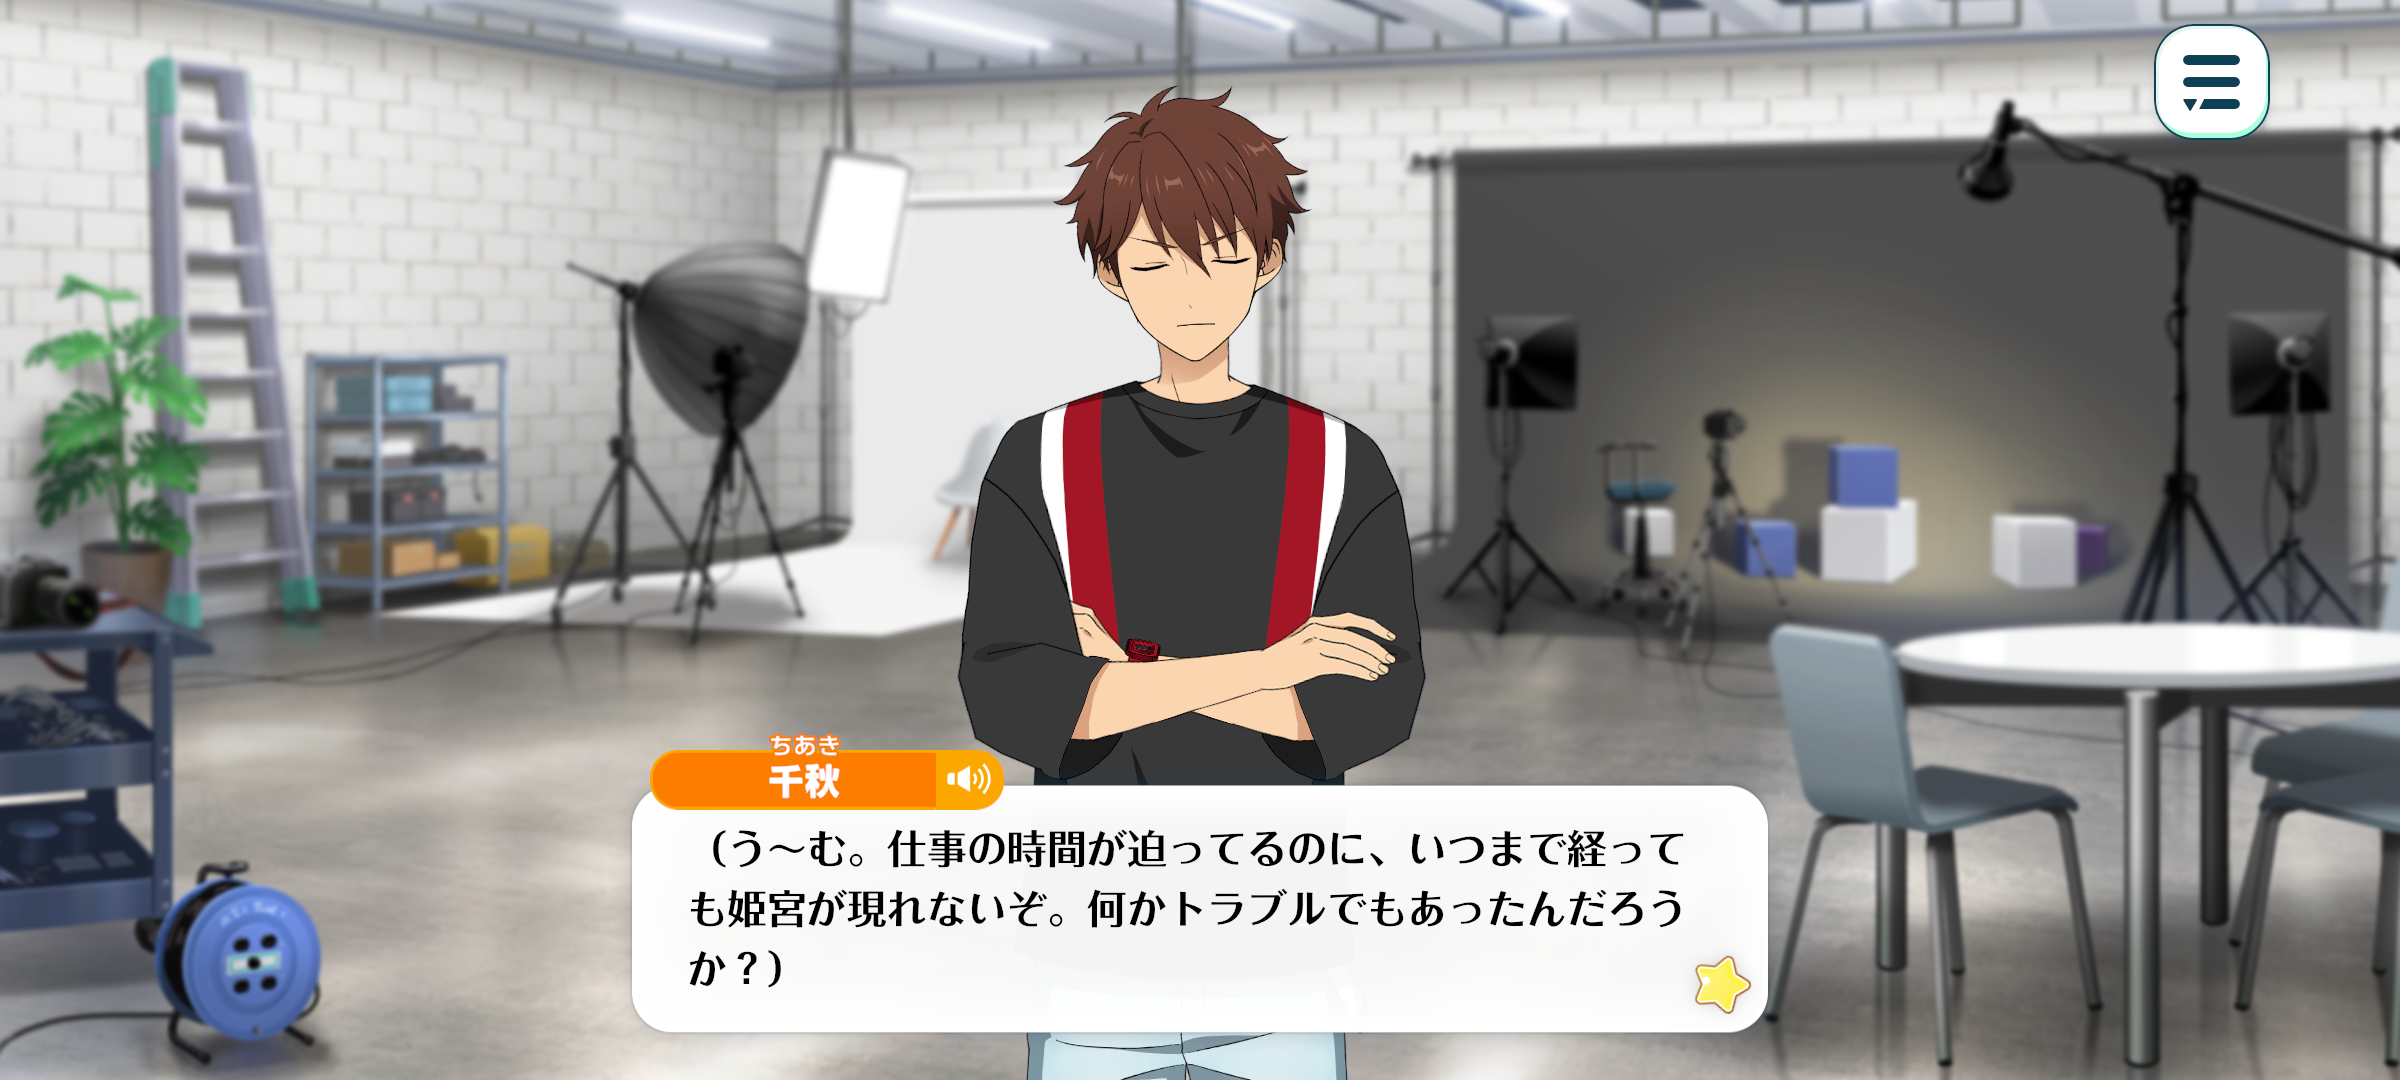 ちあき
千秋
（う～む。仕事の時間が迫ってるのに、いつまで経って
も姫宮が現れないぞ。何かトラブルでもあったんだろう
か？）